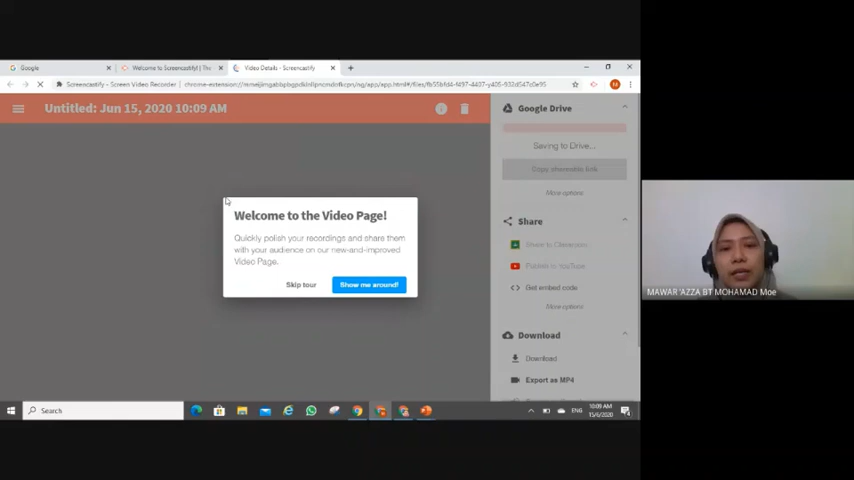 Google
Welcome to Screencastify! | The
Video Details - Screencastify
Screencastify - Screen Video Recorder
Untitled: Jun 15, 2020 10:09 AM
Google Drive
Saving to Drive...
Copy shareable link
More options
Welcome to the Video Page!
Quickly polish your recordings and share them
with your audience on our new-and-improved
Video Page.
Skip tour
Show me around!
Share
Share to Classroom
Publish to YouTube
Get embed code
More options
Download
Download
Export as MP4
MAWAR 'AZZA BT MOHAMAD Moe
Search
ENG
10:09 AM
15/6/2020